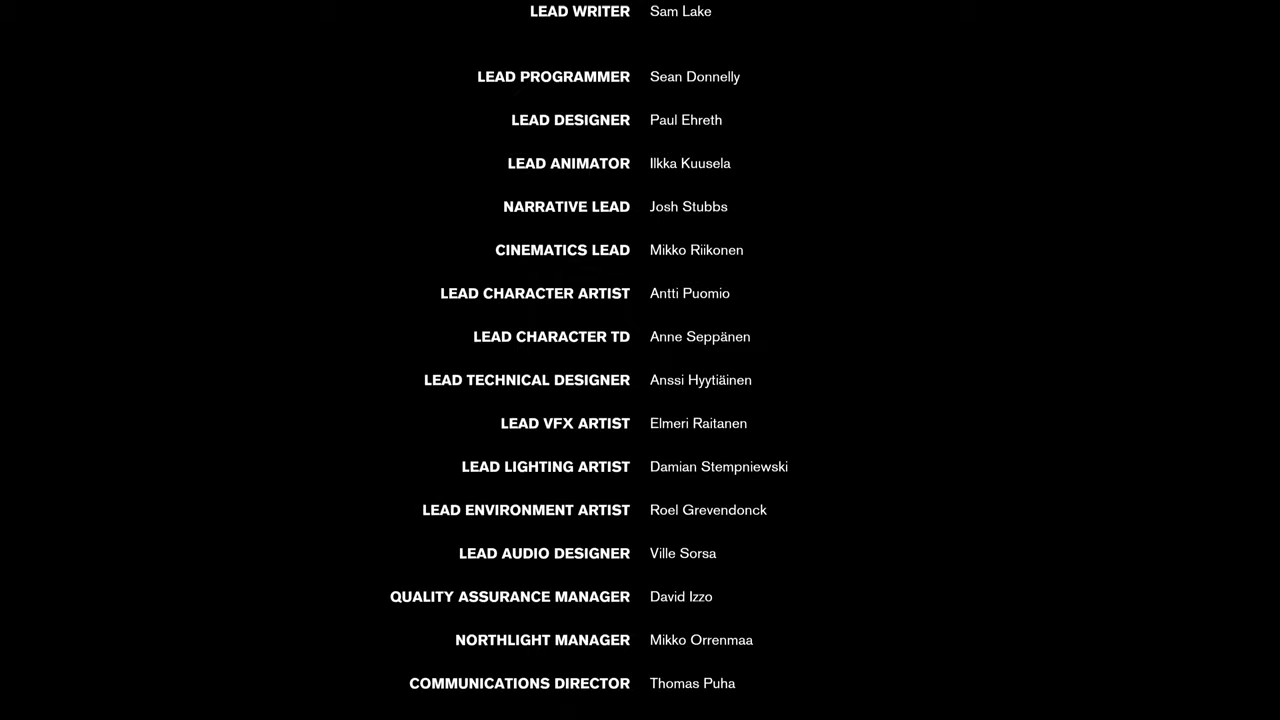 LEAD WRITER Sam Lake
LEAD PROGRAMMER Sean Donnelly
LEAD DESIGNER Paul Ehreth
LEAD ANIMATOR Ilkka Kuusela
NARRATIVE LEAD Josh Stubbs
CINEMATICS LEAD Mikko Riikonen
LEAD CHARACTER ARTIST Antti Puomio
LEAD CHARACTER TD Anne Seppänen
LEAD TECHNICAL DESIGNER Anssi Hyytiäinen
LEAD VFX ARTIST Elmeri Raitanen
LEAD LIGHTING ARTIST Damian Stempniewski
LEAD ENVIRONMENT ARTIST Roel Grevendonck
LEAD AUDIO DESIGNER Ville Sorsa
QUALITY ASSURANCE MANAGER David Izzo
NORTHLIGHT MANAGER Mikko Orrenmaa
COMMUNICATIONS DIRECTOR Thomas Puha